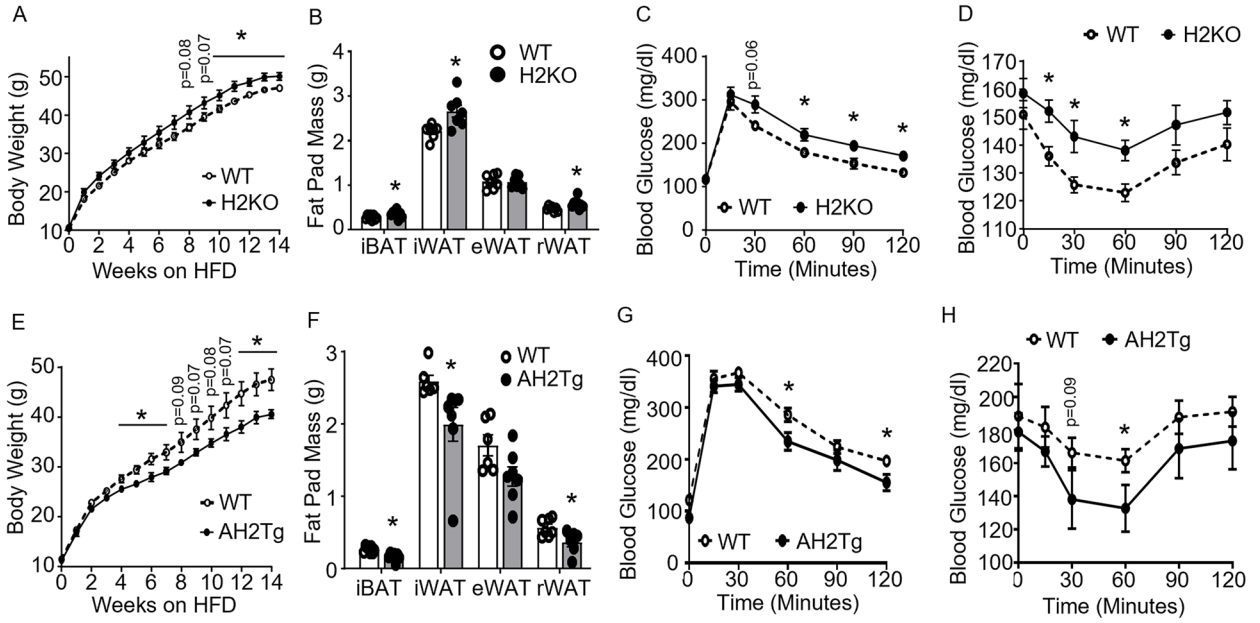 A
Body Weight (g)
50
40
30
20
10
p=0.08
p=0.07
*
WT
H2KO
0 2 4 6 8 10 12 14
Weeks on HFD
B
Fat Pad Mass (g)
4
3
2
1
0
WT
H2KO
* * *
iBAT iWAT eWAT rWAT
C
Blood Glucose (mg/dl)
400
300
200
100
0
p=0.06
* * *
WT H2KO
0 30 60 90 120
Time (Minutes)
D
WT H2KO
Blood Glucose (mg/dl)
170
160
150
140
130
120
110
* * *
0 30 60 90 120
Time (Minutes)
E
Body Weight (g)
50
40
30
20
10
*
p=0.09
p=0.07
p=0.08
p=0.07
*
WT
AH2Tg
0 2 4 6 8 10 12 14
Weeks on HFD
F
Fat Pad Mass (g)
3
2
1
0
WT
AH2Tg
* * *
iBAT iWAT eWAT rWAT
G
Blood Glucose (mg/dl)
400
300
200
100
0
* *
WT AH2Tg
0 30 60 90 120
Time (Minutes)
H
WT AH2Tg
Blood Glucose (mg/dl)
220
200
180
160
140
120
100
p=0.09
*
0 30 60 90 120
Time (Minutes)